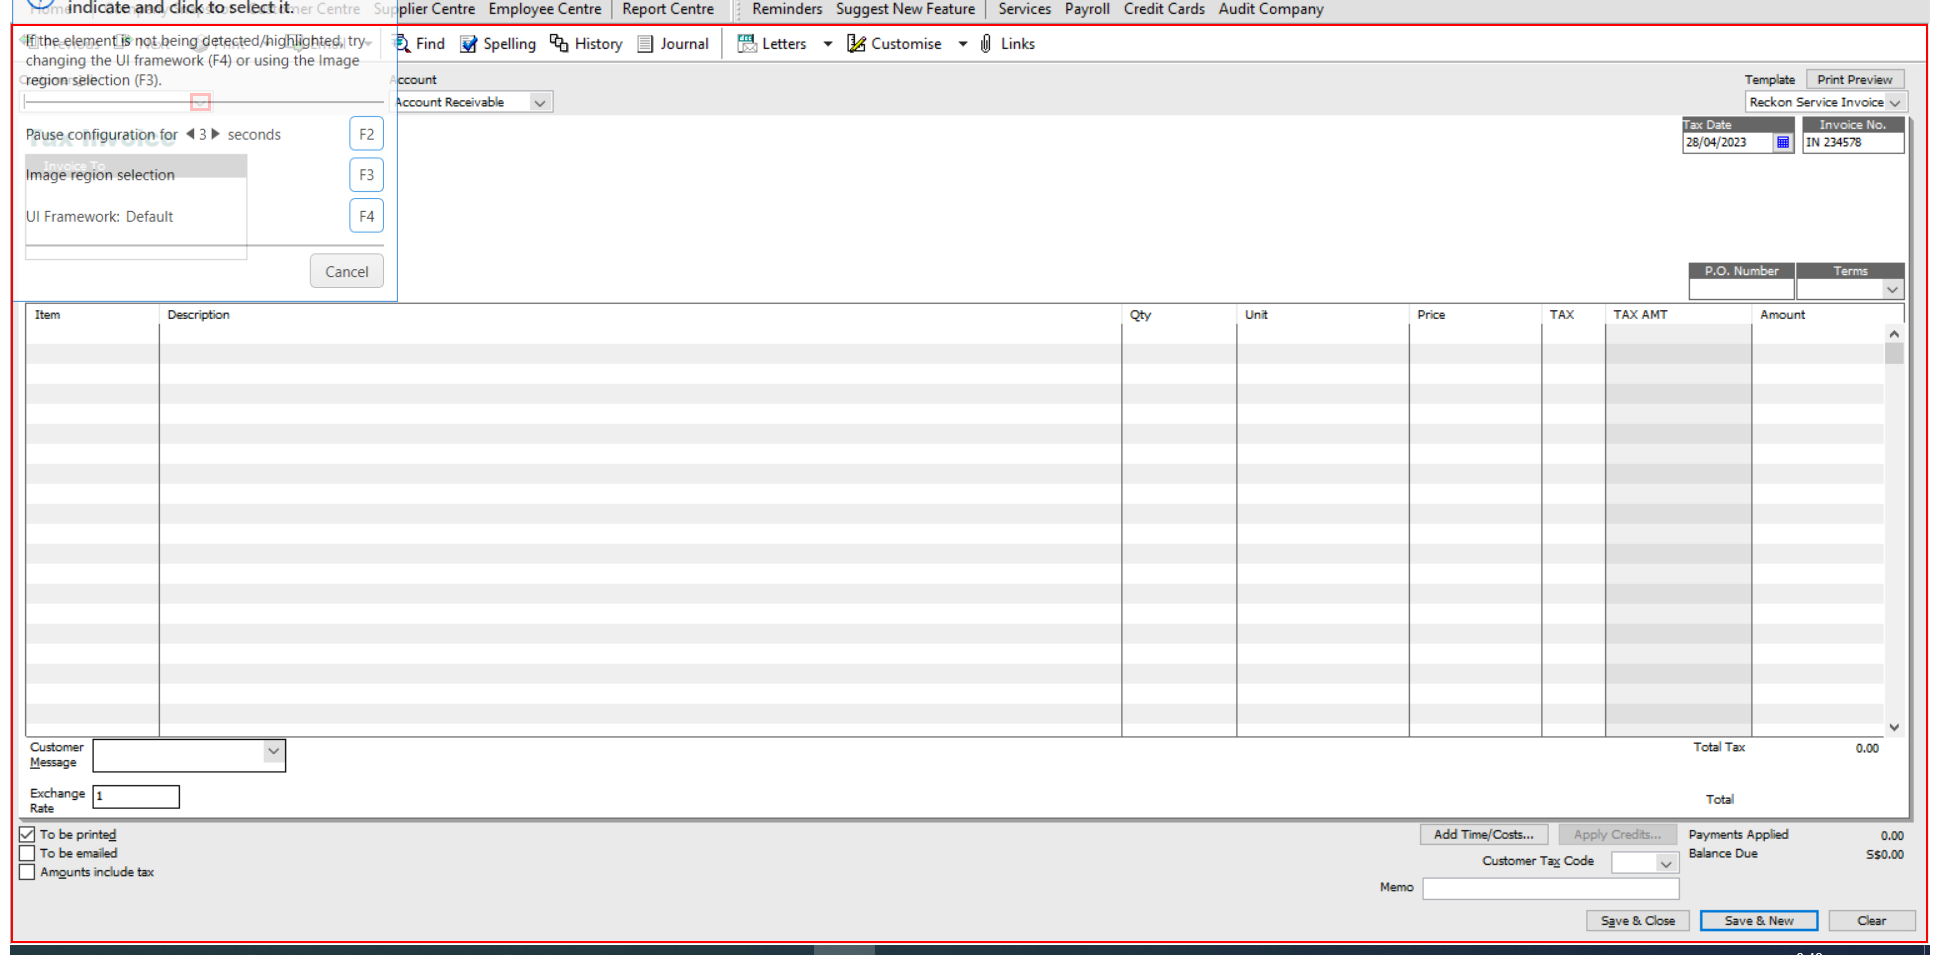 indicate and click to select it.
Home Customer Centre Supplier Centre Employee Centre Report Centre Reminders Suggest New Feature Services Payroll Credit Cards Audit Company
If the element is not being detected/highlighted, try
changing the UI framework (F4) or using the Image
region selection (F3).
Find Spelling History Journal Letters Customise Links
Account
Template Print Preview
Account Receivable
Reckon Service Invoice
Pause configuration for 3 seconds F2
Tax Invoice
Invoice To
Image region selection F3
UI Framework: Default F4
Cancel
Tax Date Invoice No.
28/04/2023 IN 234578
P.O. Number Terms
Item Description Qty Unit Price TAX TAX AMT Amount
Customer
Message
Total Tax 0.00
Exchange
Rate
1
Total
To be printed
To be emailed
Amounts include tax
Add Time/Costs... Apply Credits... Payments Applied 0.00
Customer Tax Code Balance Due S$0.00
Memo
Save & Close Save & New Clear